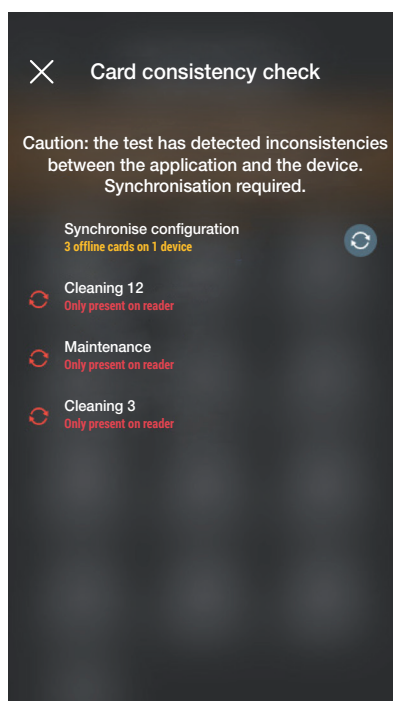 Card consistency check
Caution: the test has detected inconsistencies
between the application and the device.
Synchronisation required.
Synchronise configuration
3 offline cards on 1 device
Cleaning 12
Only present on reader
Maintenance
Only present on reader
Cleaning 3
Only present on reader